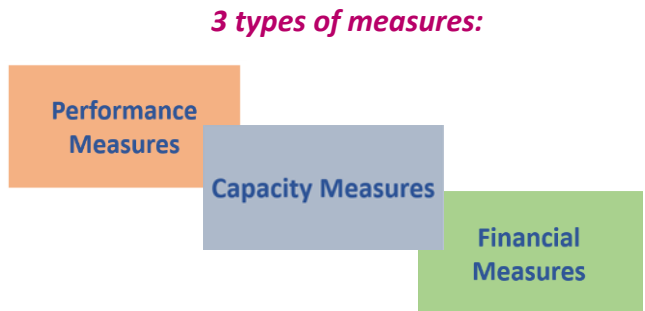 3 types of measures:
Performance
Measures
Capacity Measures
Financial
Measures